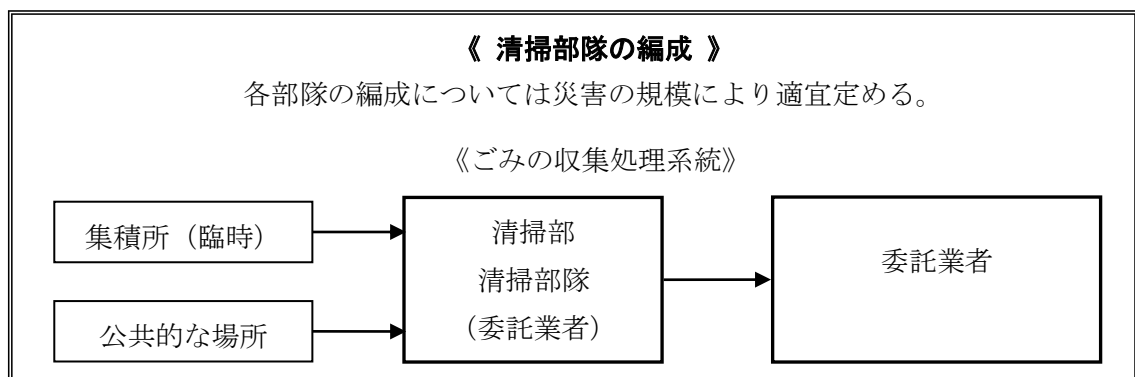 《 清掃部隊の編成 》
各部隊の編成については災害の規模により適宜定める。
《ごみの収集処理系統》
集積所（臨時）
公共的な場所
清掃部
清掃部隊
（委託業者）
委託業者